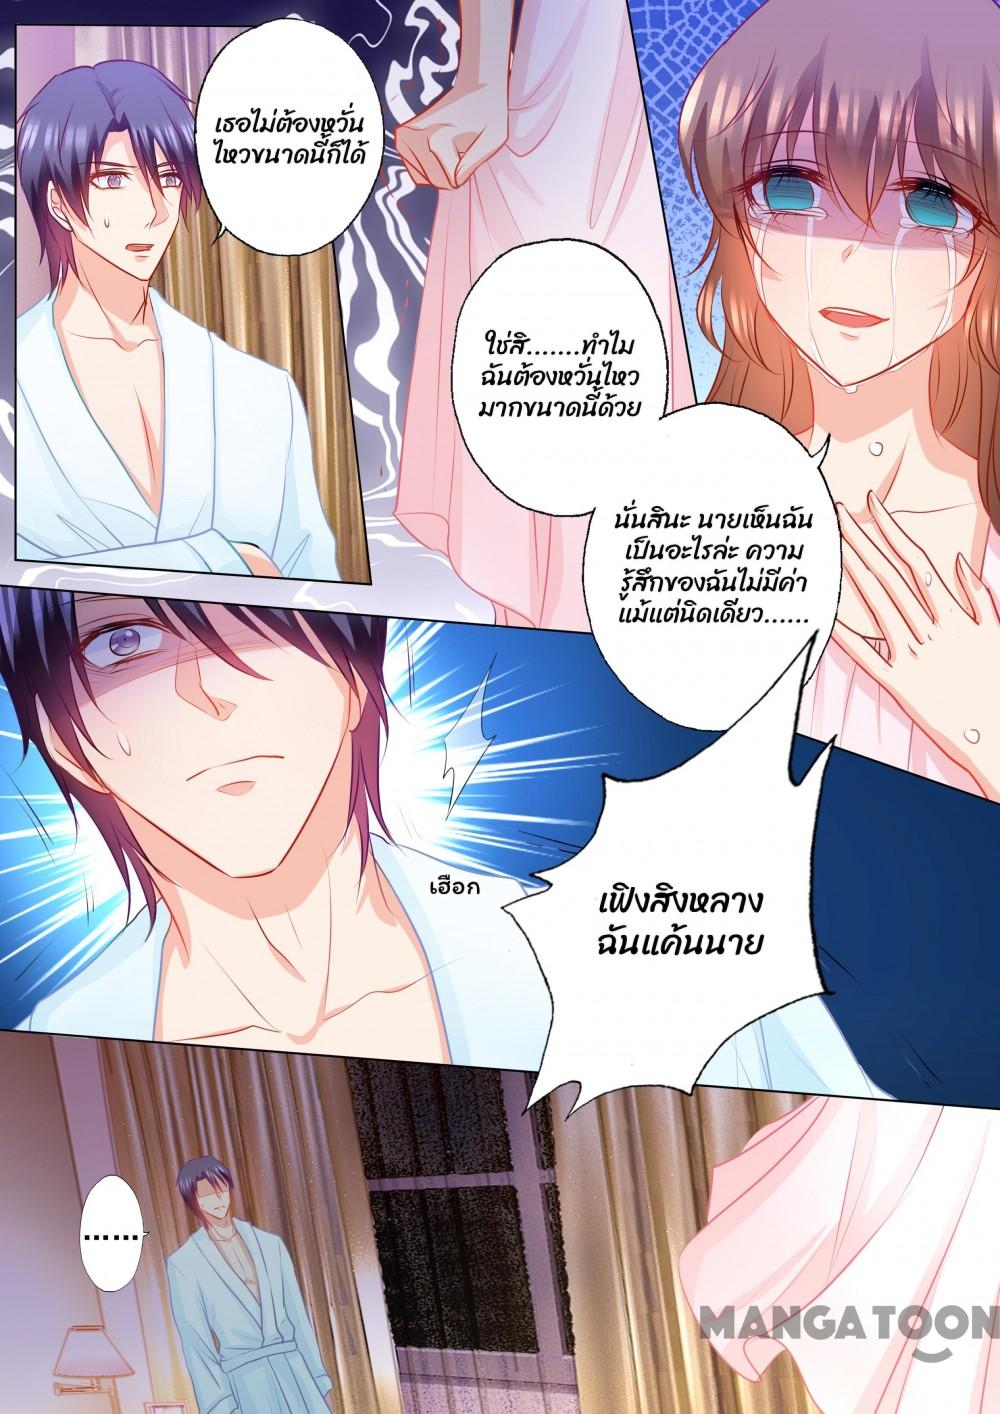 เธอไม่ต้องหวั่น
ไหวขนาดนี้ก็ได้
ใช่สิ.......ทำไม
ฉันต้องหวั่นไหว
มากขนาดนี้ด้วย
นั่นสินะ นายเห็นฉัน
เป็นอะไรล่ะ ความ
รู้สึกของฉันไม่มีค่า
แม้แต่นิดเดียว......
เฮือก
เฟิงสิงหลาง
ฉันแค้นนาย
.......
MANGATOON